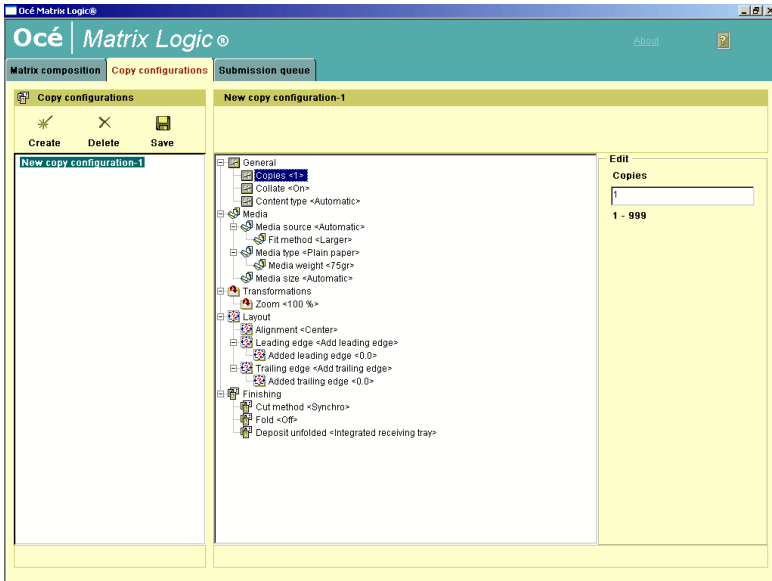 Océ Matrix Logic®
Océ | Matrix Logic ®
About
?
Matrix composition Copy configurations Submission queue
Copy configurations
Create Delete Save
New copy configuration-1
New copy configuration-1
General
Copies <1>
Collate <On>
Content type <Automatic>
Media
Media source <Automatic>
Fit method <Larger>
Media type <Plain paper>
Media weight <75gr>
Media size <Automatic>
Transformations
Zoom <100 %>
Layout
Alignment <Center>
Leading edge <Add leading edge>
Added leading edge <0.0>
Trailing edge <Add trailing edge>
Added trailing edge <0.0>
Finishing
Cut method <Synchro>
Fold <Off>
Deposit unfolded <Integrated receiving tray>
Edit
Copies
1
1 - 999